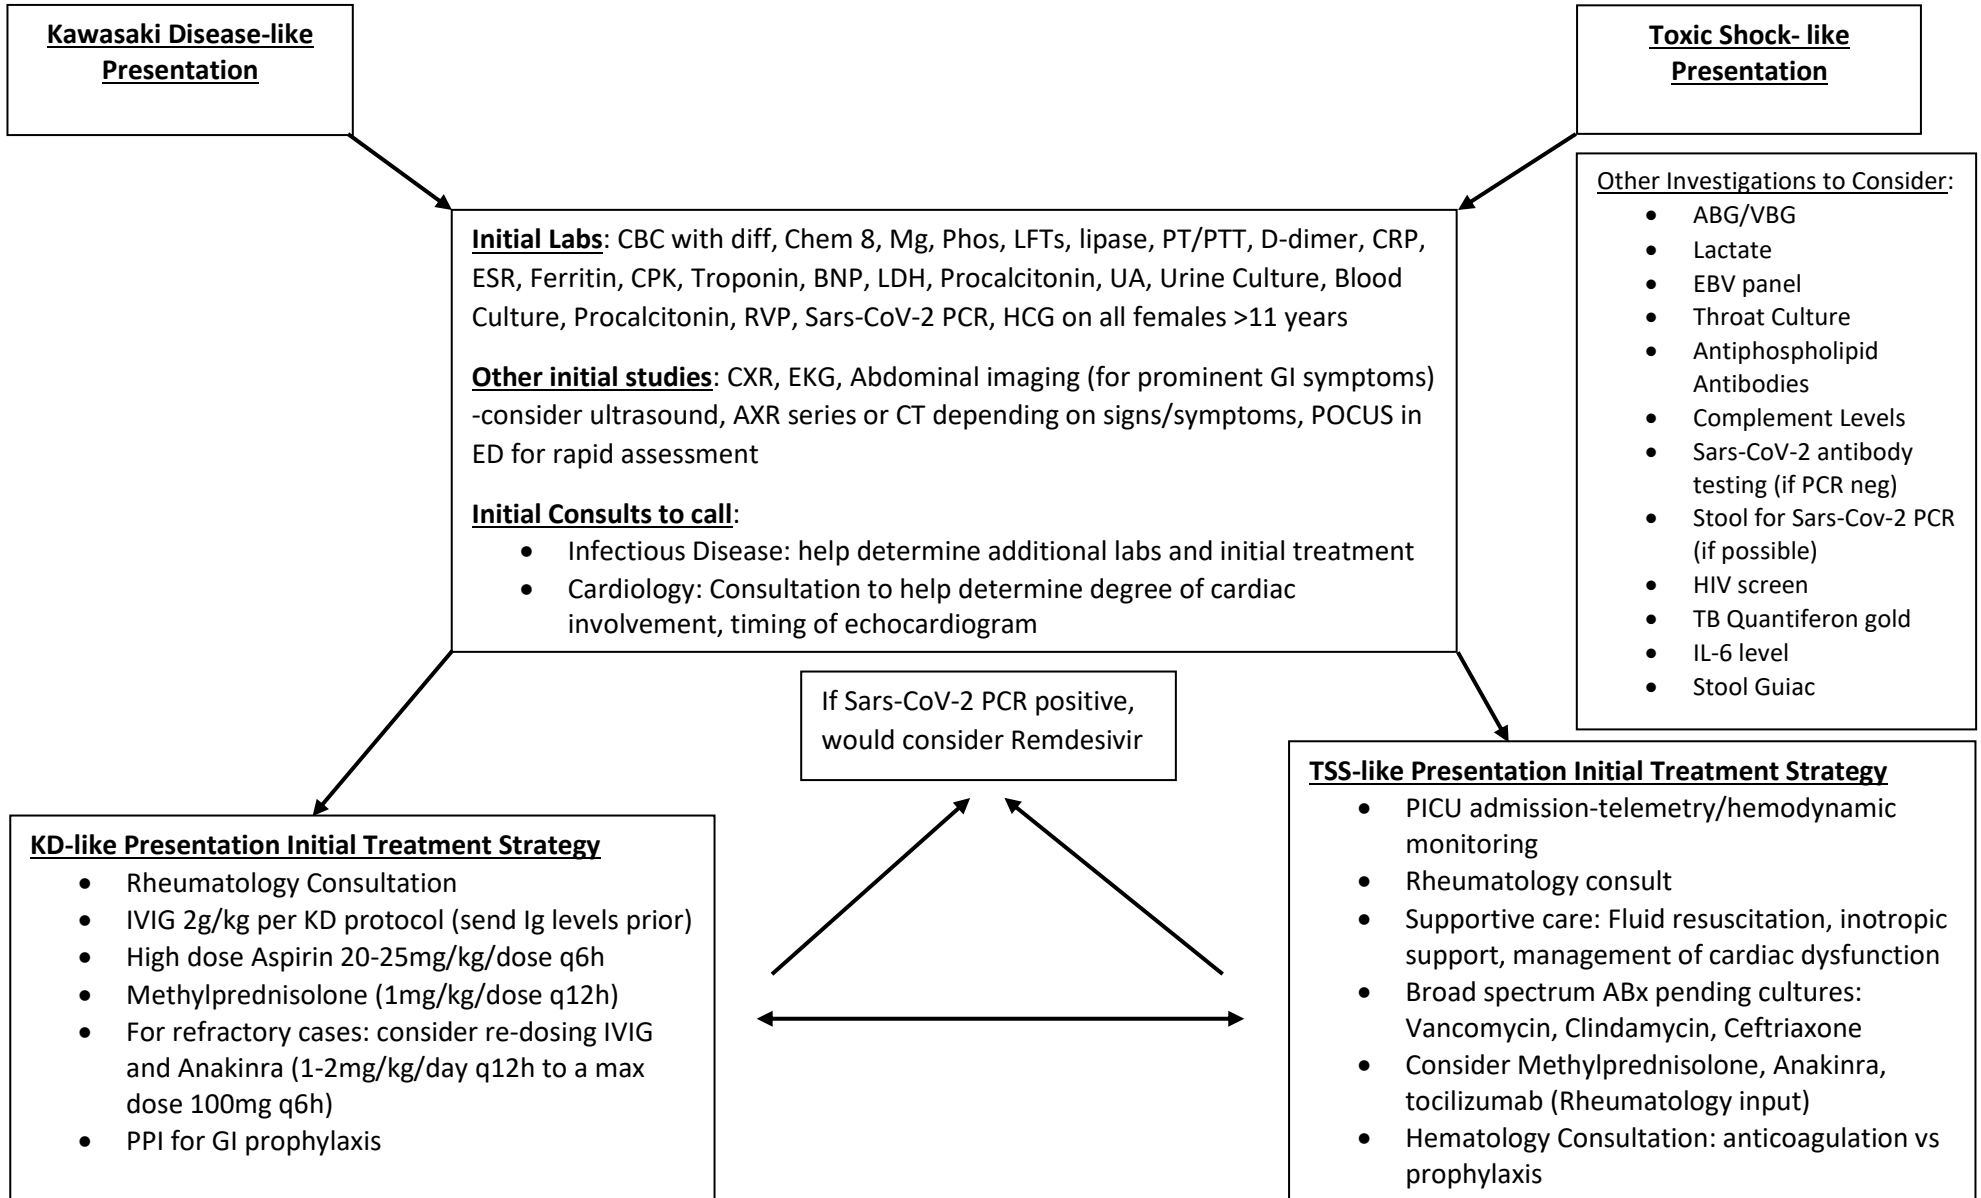 Kawasaki Disease-like
Presentation
Toxic Shock- like
Presentation
Initial Labs: CBC with diff, Chem 8, Mg, Phos, LFTs, lipase, PT/PTT, D-dimer, CRP,
ESR, Ferritin, CPK, Troponin, BNP, LDH, Procalcitonin, UA, Urine Culture, Blood
Culture, Procalcitonin, RVP, Sars-CoV-2 PCR, HCG on all females >11 years
Other initial studies: CXR, EKG, Abdominal imaging (for prominent GI symptoms)
-consider ultrasound, AXR series or CT depending on signs/symptoms, POCUS in
ED for rapid assessment
Initial Consults to call:
• Infectious Disease: help determine additional labs and initial treatment
• Cardiology: Consultation to help determine degree of cardiac
involvement, timing of echocardiogram
Other Investigations to Consider:
• ABG/VBG
• Lactate
• EBV panel
• Throat Culture
• Antiphospholipid
Antibodies
• Complement Levels
• Sars-CoV-2 antibody
testing (if PCR neg)
• Stool for Sars-Cov-2 PCR
(if possible)
• HIV screen
• TB Quantiferon gold
• IL-6 level
• Stool Guiac
If Sars-CoV-2 PCR positive,
would consider Remdesivir
KD-like Presentation Initial Treatment Strategy
• Rheumatology Consultation
• IVIG 2g/kg per KD protocol (send Ig levels prior)
• High dose Aspirin 20-25mg/kg/dose q6h
• Methylprednisolone (1mg/kg/dose q12h)
• For refractory cases: consider re-dosing IVIG
and Anakinra (1-2mg/kg/day q12h to a max
dose 100mg q6h)
• PPI for GI prophylaxis
TSS-like Presentation Initial Treatment Strategy
• PICU admission-telemetry/hemodynamic
monitoring
• Rheumatology consult
• Supportive care: Fluid resuscitation, inotropic
support, management of cardiac dysfunction
• Broad spectrum ABx pending cultures:
Vancomycin, Clindamycin, Ceftriaxone
• Consider Methylprednisolone, Anakinra,
tocilizumab (Rheumatology input)
• Hematology Consultation: anticoagulation vs
prophylaxis